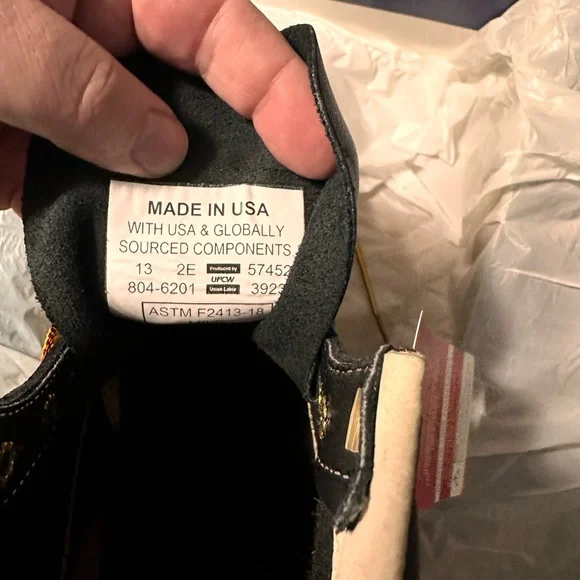 MADE IN USA
WITH USA & GLOBALLY
SOURCED COMPONENTS
13 2E Produced by 57452
UPCW
804-6201 Union Labor 3923
ASTM F2413-18